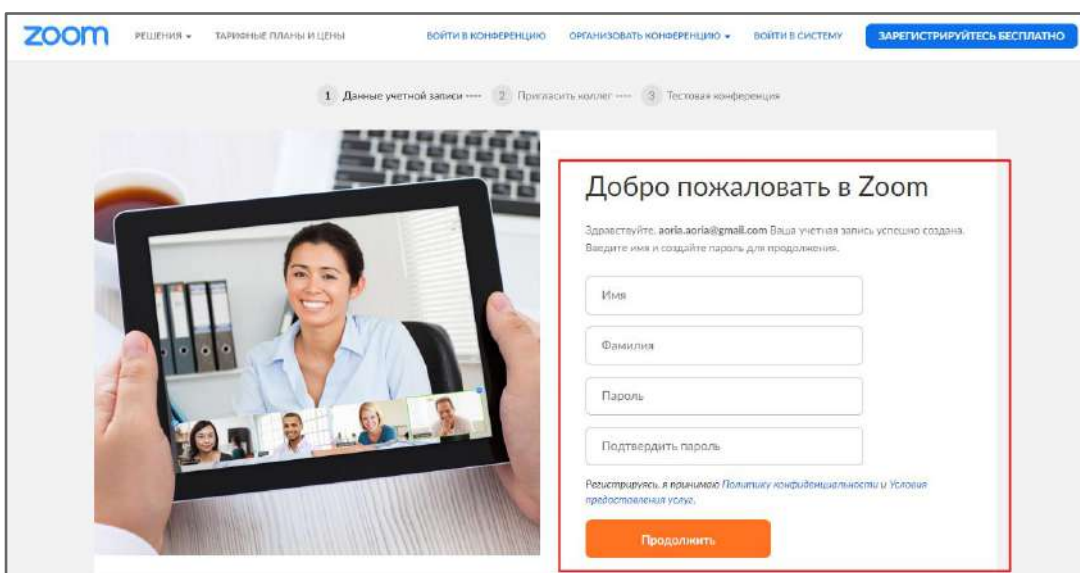 zoom
РЕШЕНИЯ
ТАРИФНЫЕ ПЛАНЫ И ЦЕНЫ
ВОЙТИ В КОНФЕРЕНЦИЮ
ОРГАНИЗОВАТЬ КОНФЕРЕНЦИЮ
ВОЙТИ В СИСТЕМУ
ЗАРЕГИСТРИРУЙТЕСЬ БЕСПЛАТНО
1 Данные учетной записи ---- 2 Пригласить коллег ---- 3 Тестовая конференция
Добро пожаловать в Zoom
Здравствуйте, aoria.aoria@gmail.com Ваша учетная запись успешно создана.
Введите имя и создайте пароль для продолжения.
Имя
Фамилия
Пароль
Подтвердить пароль
Регистрируясь, я принимаю Политику конфиденциальности и Условия
предоставления услуг.
Продолжить